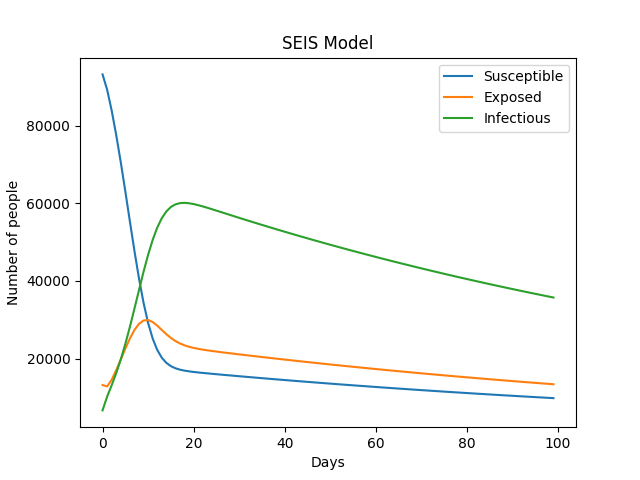 SEIS Model
Susceptible
Exposed
Infectious
Number of people
80000
60000
40000
20000
0 20 40 60 80 100
Days